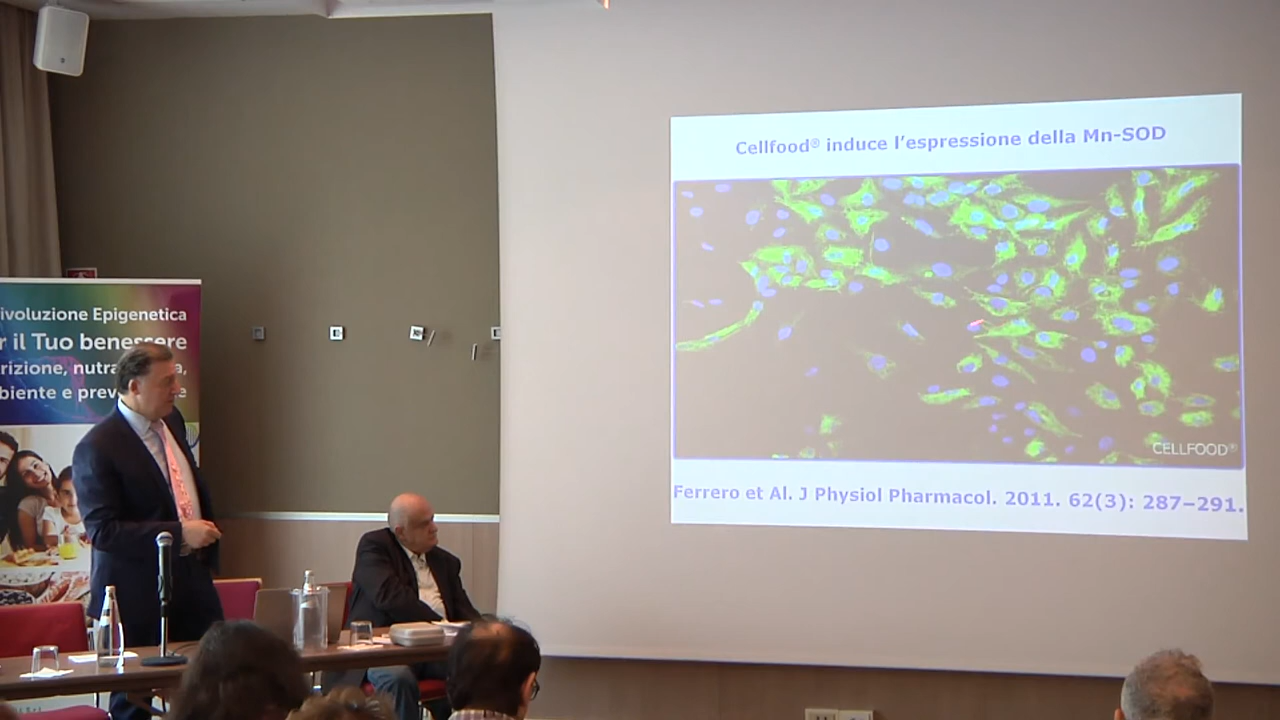 Cellfood® induce l'espressione della Mn-SOD
CELLFOOD®
Ferrero et Al. J Physiol Pharmacol. 2011. 62(3): 287–291.
ivoluzione Epigenetica
r il Tuo benessere
rizione, nutra
biente e prev